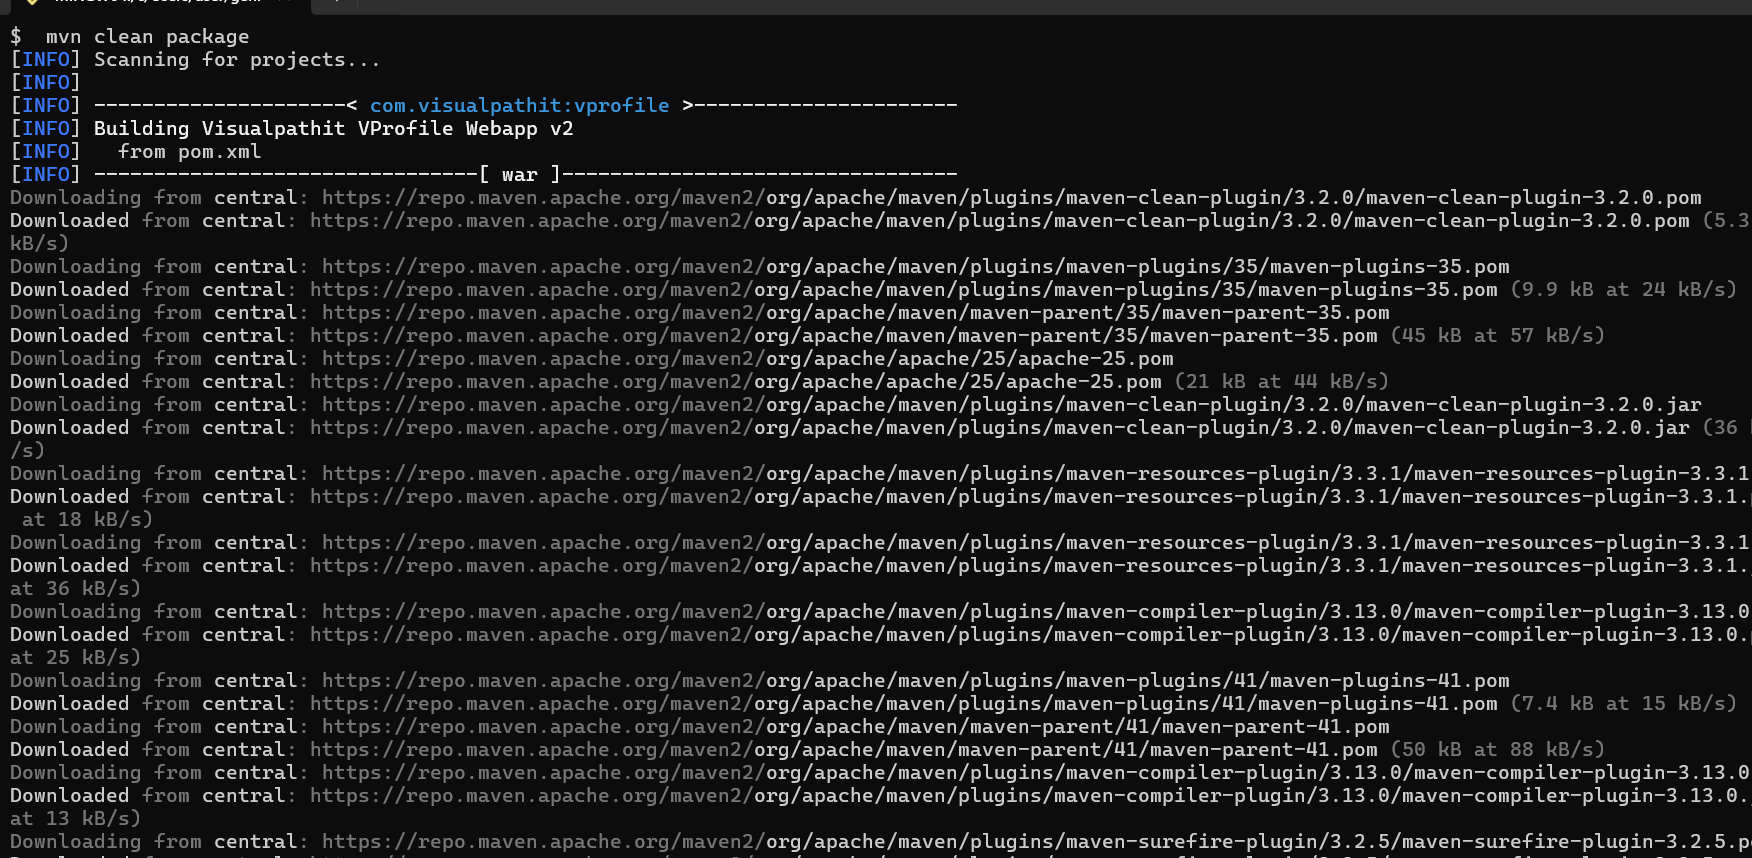 $  mvn clean package
[INFO] Scanning for projects...
[INFO]
[INFO] ---------------------< com.visualpathit:vprofile >----------------------
[INFO] Building Visualpathit VProfile Webapp v2
[INFO]   from pom.xml
[INFO] --------------------------------[ war ]---------------------------------
Downloading from central: https://repo.maven.apache.org/maven2/org/apache/maven/plugins/maven-clean-plugin/3.2.0/maven-clean-plugin-3.2.0.pom
Downloaded from central: https://repo.maven.apache.org/maven2/org/apache/maven/plugins/maven-clean-plugin/3.2.0/maven-clean-plugin-3.2.0.pom (5.3
kB/s)
Downloading from central: https://repo.maven.apache.org/maven2/org/apache/maven/plugins/maven-plugins/35/maven-plugins-35.pom
Downloaded from central: https://repo.maven.apache.org/maven2/org/apache/maven/plugins/maven-plugins/35/maven-plugins-35.pom (9.9 kB at 24 kB/s)
Downloading from central: https://repo.maven.apache.org/maven2/org/apache/maven/maven-parent/35/maven-parent-35.pom
Downloaded from central: https://repo.maven.apache.org/maven2/org/apache/maven/maven-parent/35/maven-parent-35.pom (45 kB at 57 kB/s)
Downloading from central: https://repo.maven.apache.org/maven2/org/apache/apache/25/apache-25.pom
Downloaded from central: https://repo.maven.apache.org/maven2/org/apache/apache/25/apache-25.pom (21 kB at 44 kB/s)
Downloading from central: https://repo.maven.apache.org/maven2/org/apache/maven/plugins/maven-clean-plugin/3.2.0/maven-clean-plugin-3.2.0.jar
Downloaded from central: https://repo.maven.apache.org/maven2/org/apache/maven/plugins/maven-clean-plugin/3.2.0/maven-clean-plugin-3.2.0.jar (36
/s)
Downloading from central: https://repo.maven.apache.org/maven2/org/apache/maven/plugins/maven-resources-plugin/3.3.1/maven-resources-plugin-3.3.1
Downloaded from central: https://repo.maven.apache.org/maven2/org/apache/maven/plugins/maven-resources-plugin/3.3.1/maven-resources-plugin-3.3.1.
at 18 kB/s)
Downloading from central: https://repo.maven.apache.org/maven2/org/apache/maven/plugins/maven-resources-plugin/3.3.1/maven-resources-plugin-3.3.1
Downloaded from central: https://repo.maven.apache.org/maven2/org/apache/maven/plugins/maven-resources-plugin/3.3.1/maven-resources-plugin-3.3.1.
at 36 kB/s)
Downloading from central: https://repo.maven.apache.org/maven2/org/apache/maven/plugins/maven-compiler-plugin/3.13.0/maven-compiler-plugin-3.13.0
Downloaded from central: https://repo.maven.apache.org/maven2/org/apache/maven/plugins/maven-compiler-plugin/3.13.0/maven-compiler-plugin-3.13.0.
at 25 kB/s)
Downloading from central: https://repo.maven.apache.org/maven2/org/apache/maven/plugins/maven-plugins/41/maven-plugins-41.pom
Downloaded from central: https://repo.maven.apache.org/maven2/org/apache/maven/plugins/maven-plugins/41/maven-plugins-41.pom (7.4 kB at 15 kB/s)
Downloading from central: https://repo.maven.apache.org/maven2/org/apache/maven/maven-parent/41/maven-parent-41.pom
Downloaded from central: https://repo.maven.apache.org/maven2/org/apache/maven/maven-parent/41/maven-parent-41.pom (50 kB at 88 kB/s)
Downloading from central: https://repo.maven.apache.org/maven2/org/apache/maven/plugins/maven-compiler-plugin/3.13.0/maven-compiler-plugin-3.13.0
Downloaded from central: https://repo.maven.apache.org/maven2/org/apache/maven/plugins/maven-compiler-plugin/3.13.0/maven-compiler-plugin-3.13.0.
at 13 kB/s)
Downloading from central: https://repo.maven.apache.org/maven2/org/apache/maven/plugins/maven-surefire-plugin/3.2.5/maven-surefire-plugin-3.2.5.p